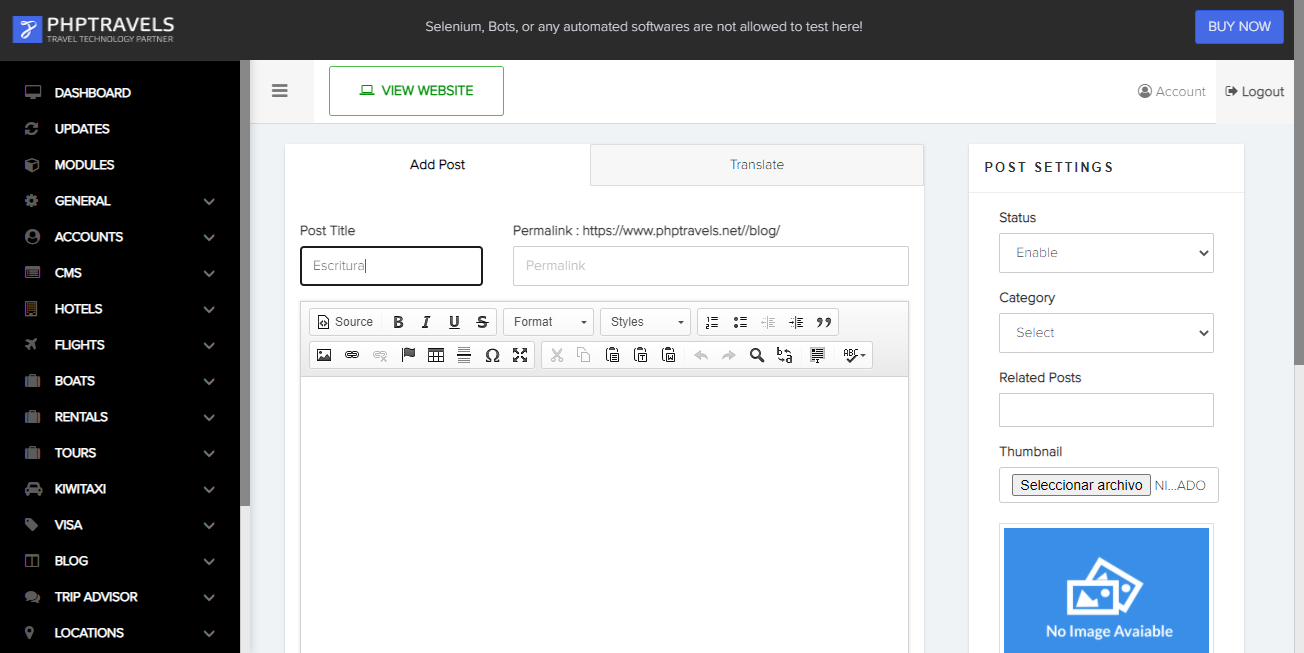 PHPTRAVELS
TRAVEL TECHNOLOGY PARTNER
Selenium, Bots, or any automated softwares are not allowed to test here!
BUY NOW
DASHBOARD
UPDATES
MODULES
GENERAL
ACCOUNTS
CMS
HOTELS
FLIGHTS
BOATS
RENTALS
TOURS
KIWITAXI
VISA
BLOG
TRIP ADVISOR
LOCATIONS
VIEW WEBSITE
Account
Logout
Add Post
Translate
Post Title
Permalink : https://www.phptravels.net//blog/
Escritura
Permalink
Source B I U S Format Styles
ABC
POST SETTINGS
Status
Enable
Category
Select
Related Posts
Thumbnail
Seleccionar archivo NI...ADO
No Image Avaiable